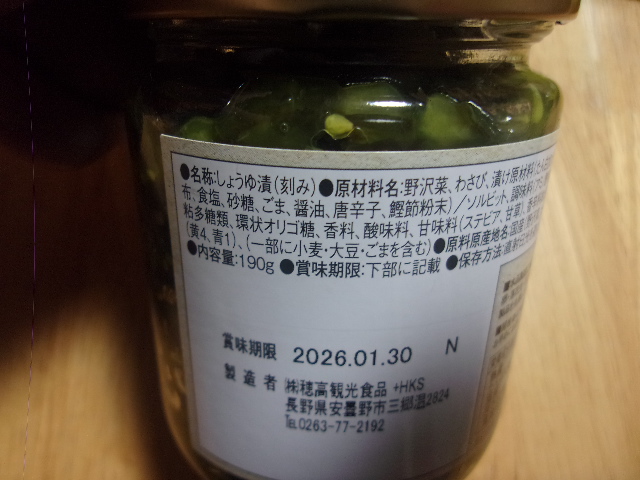 ●名称:しょうゆ漬(刻み)●原材料名:野沢菜、わさび、漬け原材料
布、食塩、砂糖、ごま、醤油、唐辛子、鰹節粉末)/ソルビット、調味料
粘多糖類、環状オリゴ糖、香料、酸味料、甘味料(ステビア、甘草)、
(黄4、青1)、(一部に小麦・大豆・ごまを含む)●原料原産地名:国産
●内容量:190g ●賞味期限:下部に記載 ●保存方法:直射
賞味期限 2026.01.30 N
製造者 ㈱穂高観光食品 +HKS
長野県安曇野市三郷温2824
℡0263-77-2192